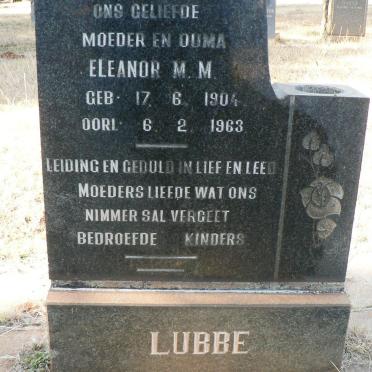 ONS GELIEFDE
MOEDER EN OUMA
ELEANOR M. M.
GEB. 17. 6. 1904
OORL. 6. 2. 1963
LEIDING EN GEDULD IN LIEF EN LEED
MOEDERS LIEFDE WAT ONS
NIMMER SAL VERGEET
BEDROEFDE KINDERS
LUBBE